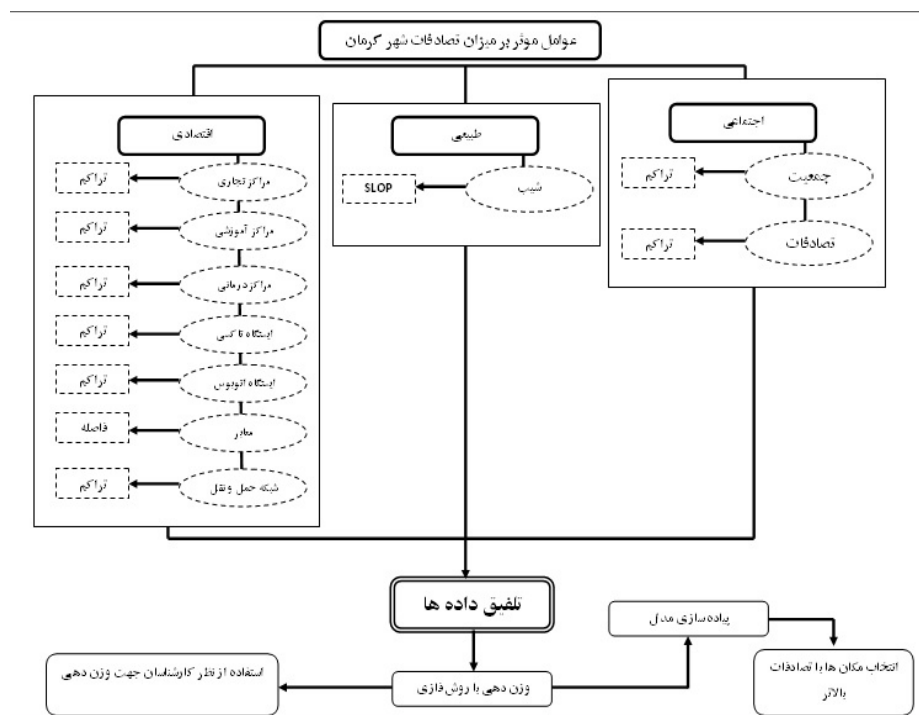 عوامل موثر بر میزان تصادفات شهر کرمان
اجتماعی
جمعیت
تراکم
تصادفات
تراکم
طبیعی
شیب
SLOP
اقتصادی
مراکز تجاری
تراکم
مراکز آموزشی
تراکم
مراکز درمانی
تراکم
ایستگاه تاکسی
تراکم
ایستگاه اتوبوس
تراکم
معابر
فاصله
شبکه حمل و نقل
تراکم
تلفیق داده ها
وزن دهی با روش فازی
استفاده از نظر کارشناسان جهت وزن دهی
پیاده سازی مدل
انتخاب مکان ها با تصادفات
بالاتر